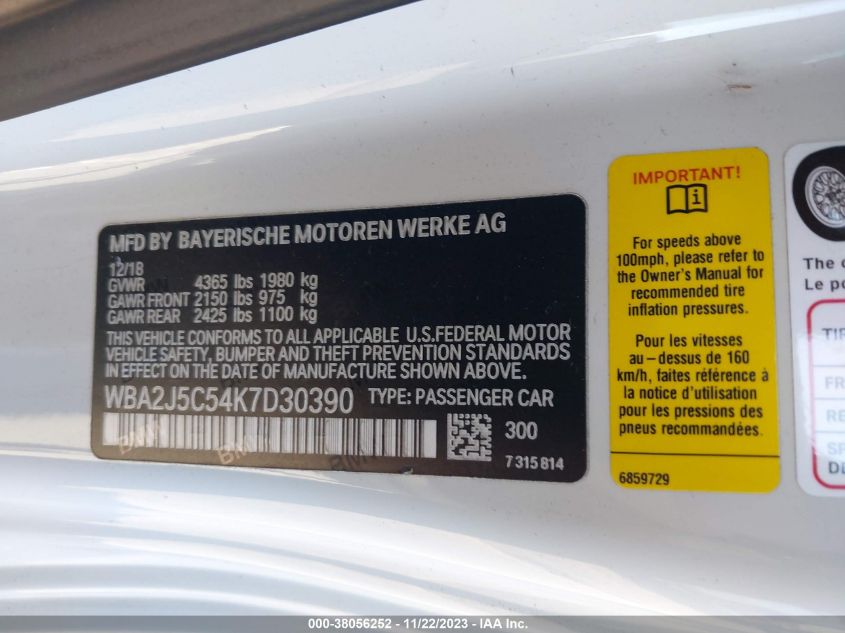 MFD BY BAYERISCHE MOTOREN WERKE AG
12/18
GVWR 4365 lbs 1980 kg
GAWR FRONT 2150 lbs 975 kg
GAWR REAR 2425 lbs 1100 kg
THIS VEHICLE CONFORMS TO ALL APPLICABLE U.S.FEDERAL MOTOR
VEHICLE SAFETY, BUMPER AND THEFT PREVENTION STANDARDS
IN EFFECT ON THE DATE OF MANUFACTURE SHOWN ABOVE.
WBA2J5C54K7D30390 TYPE: PASSENGER CAR
300
7 315 814
IMPORTANT!
i
For speeds above
100mph, please refer to
the Owner's Manual for
recommended tire
inflation pressures.
Pour les vitesses
au-dessus de 160
km/h, faites référence
à la notice d'utilisation
pour les pressions des
pneus recommandées.
6859729
The
Le
000-38056252 - 11/22/2023 - IAA Inc.